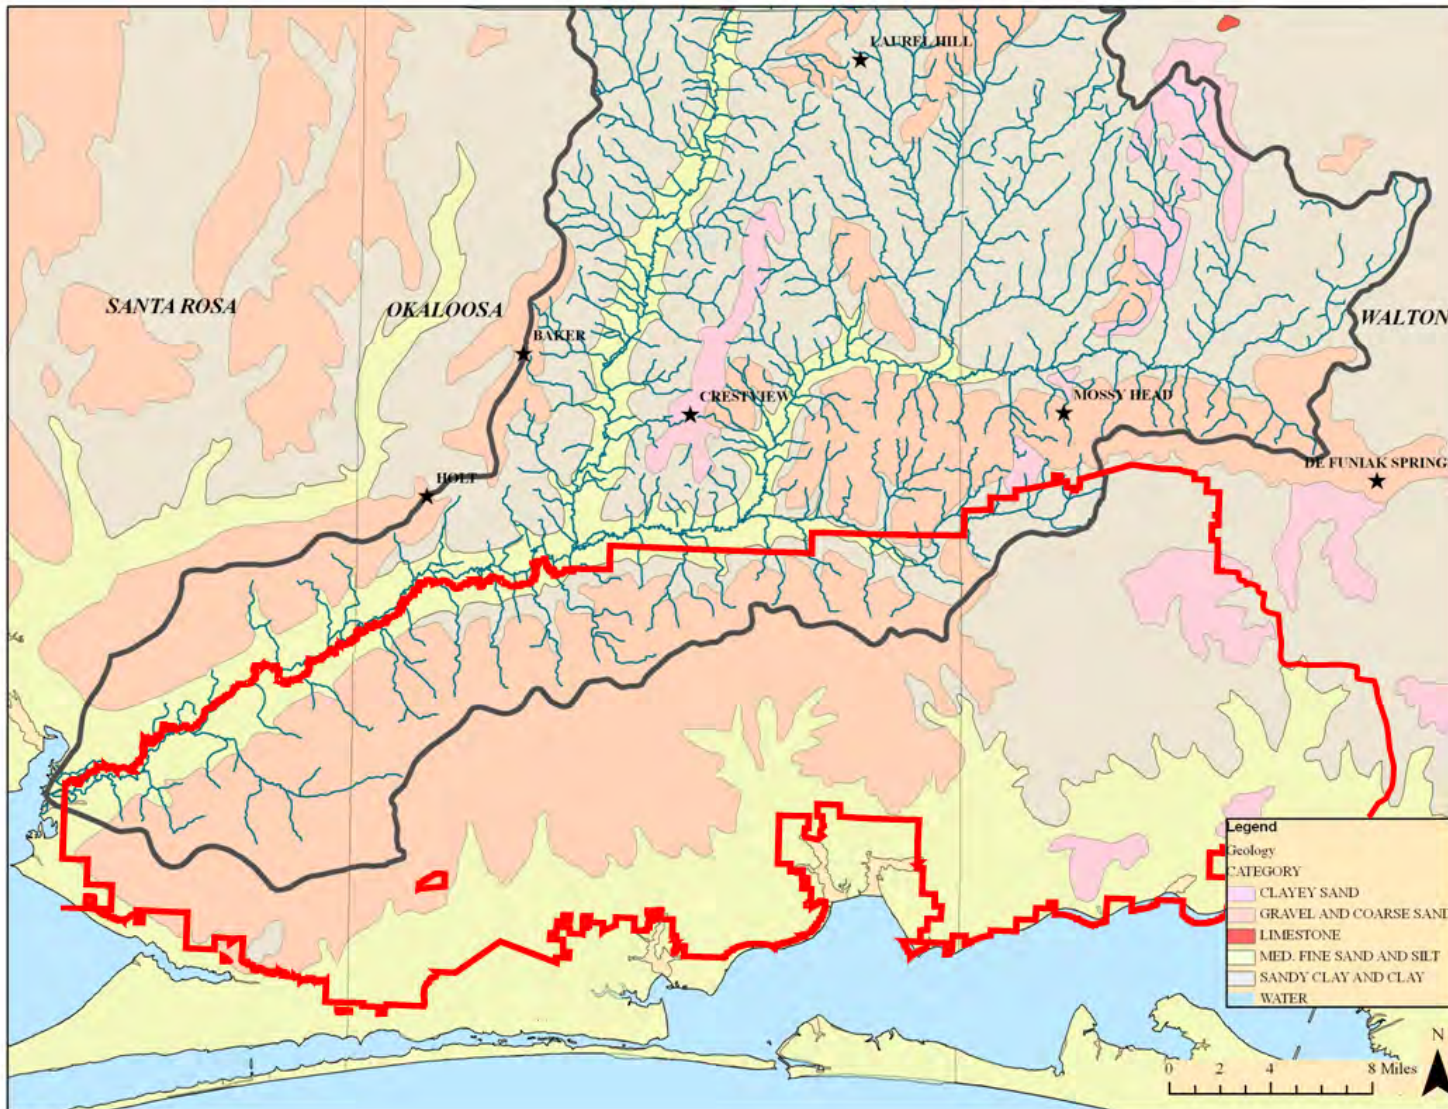 LAUREL HILL
SANTA ROSA
OKALOOSA
WALTON
BAKER
CRESTVIEW
MOSSY HEAD
DE FUNIAK SPRING
HOLT
Legend
Geology
CATEGORY
CLAYEY SAND
GRAVEL AND COARSE SAND
LIMESTONE
MED. FINE SAND AND SILT
SANDY CLAY AND CLAY
WATER
N
0 2 4 8 Miles